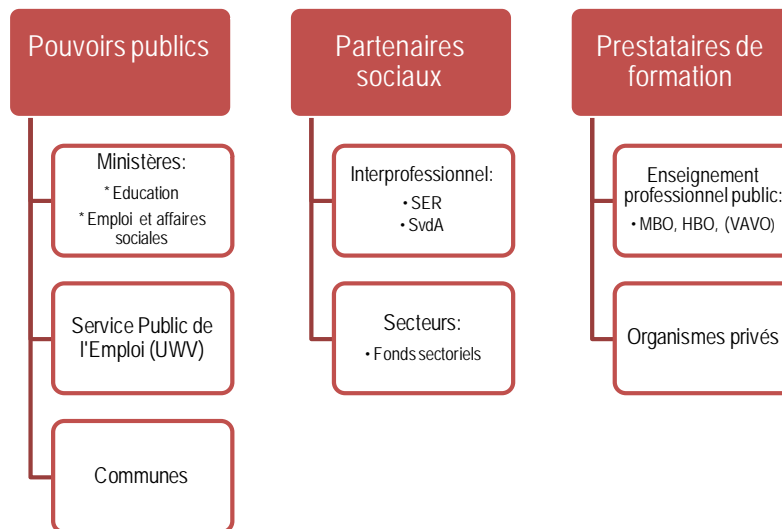 Pouvoirs publics
Ministères:
* Education
* Emploi et affaires
sociales
Service Public de
l'Emploi (UWV)
Communes
Partenaires
sociaux
Interprofessionnel:
• SER
• SvdA
Secteurs:
• Fonds sectoriels
Prestataires de
formation
Enseignement
professionnel public:
• MBO, HBO, (VAVO)
Organismes privés